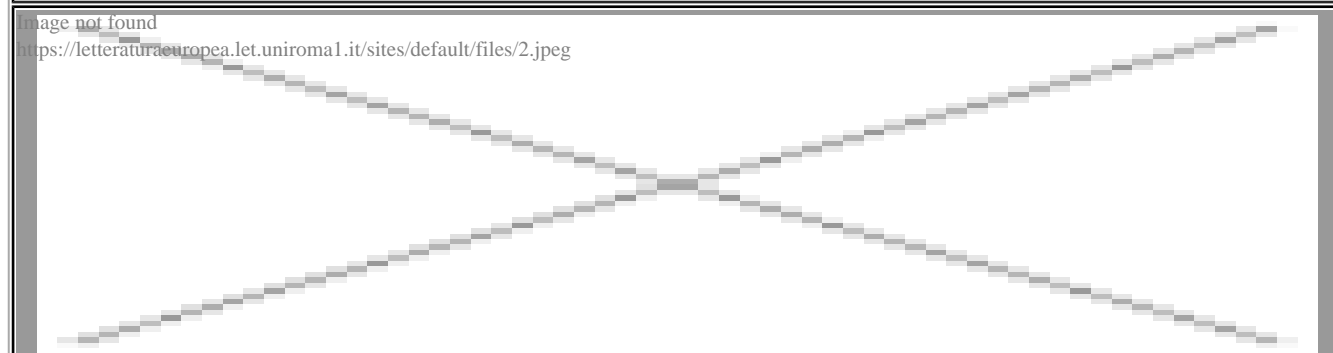 Image not found
https://letteraturaeuropea.let.uniroma1.it/sites/default/files/2.jpeg